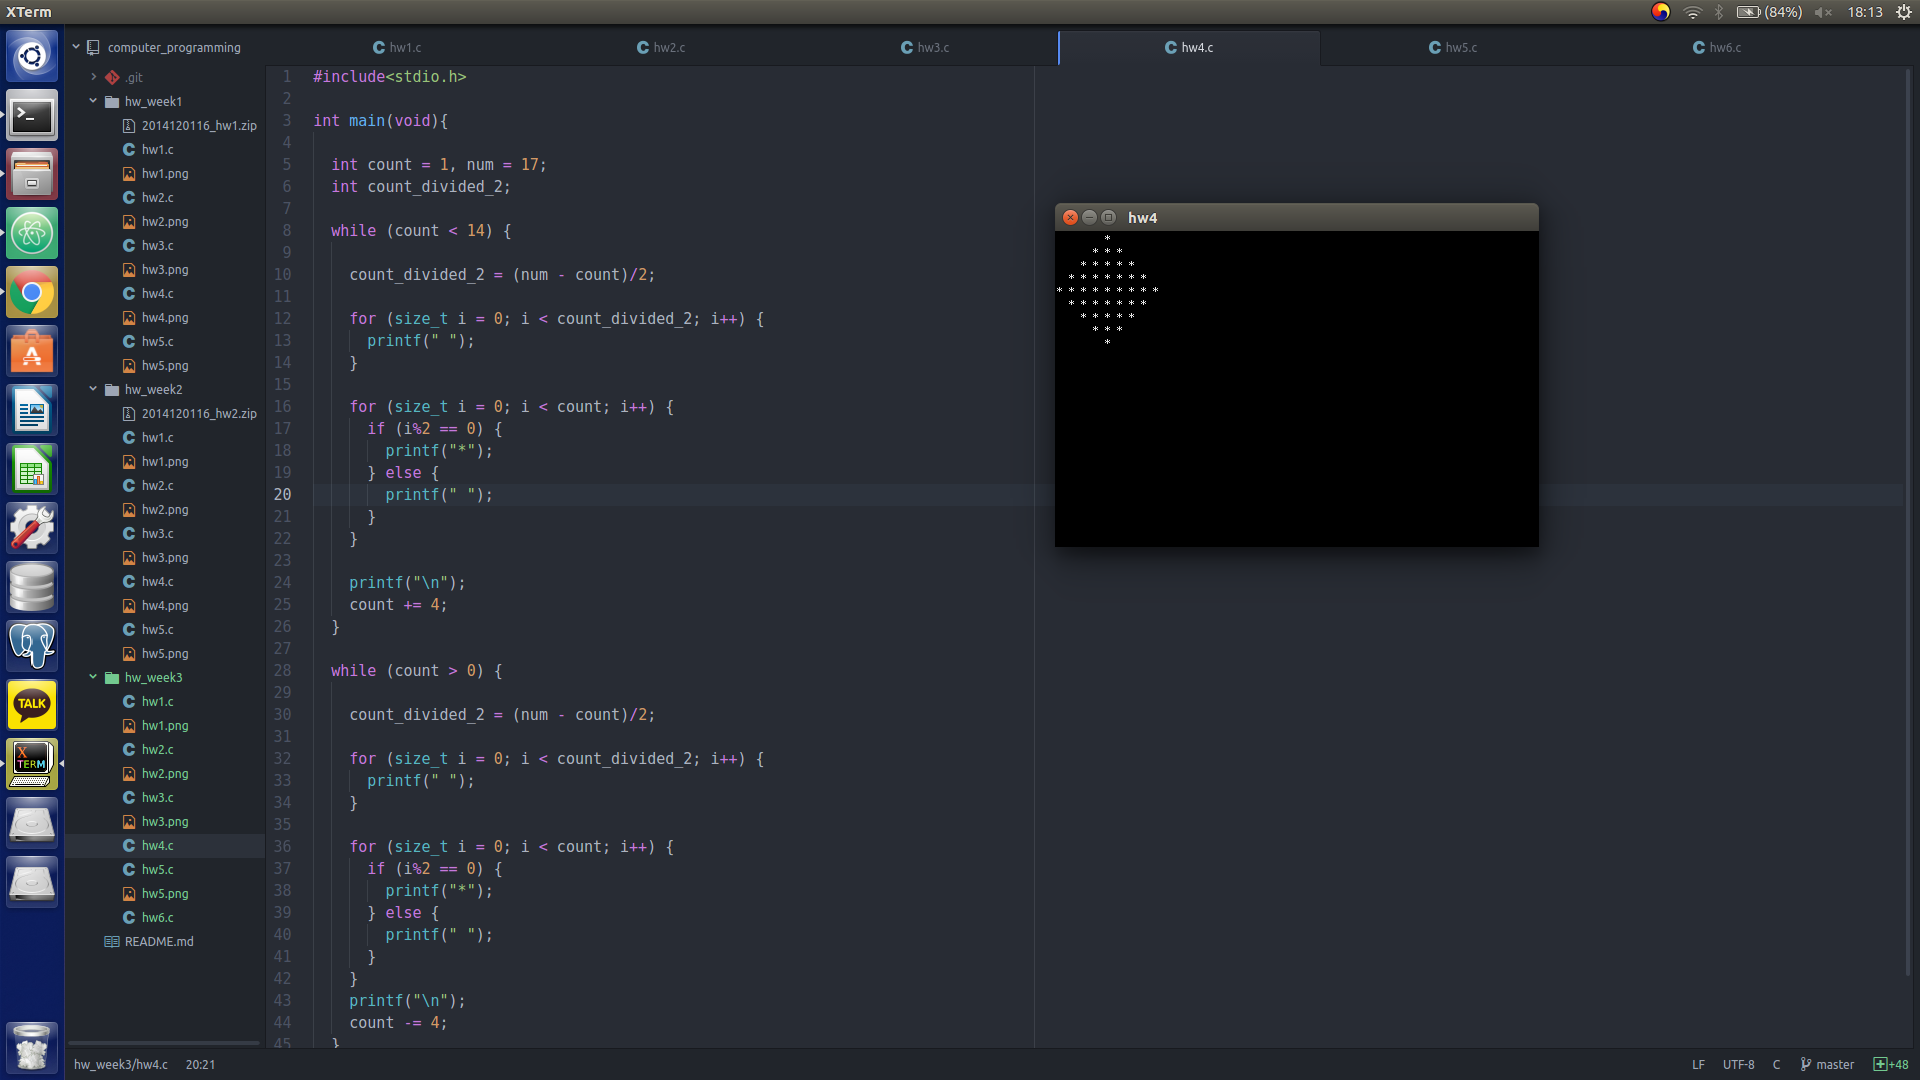 XTerm
(84%)
18:13
computer_programming
.git
hw_week1
2014120116_hw1.zip
hw1.c
hw1.png
hw2.c
hw2.png
hw3.c
hw3.png
hw4.c
hw4.png
hw5.c
hw5.png
hw_week2
2014120116_hw2.zip
hw1.c
hw1.png
hw2.c
hw2.png
hw3.c
hw3.png
hw4.c
hw4.png
hw5.c
hw5.png
hw_week3
hw1.c
hw1.png
hw2.c
hw2.png
hw3.c
hw3.png
hw4.c
hw5.c
hw5.png
hw6.c
README.md
TALK
X
TERM
hw1.c
hw2.c
hw3.c
hw4.c
hw5.c
hw6.c
1 #include<stdio.h>
2
3 int main(void){
4
5   int count = 1, num = 17;
6   int count_divided_2;
7
8   while (count < 14) {
9
10     count_divided_2 = (num - count)/2;
11
12     for (size_t i = 0; i < count_divided_2; i++) {
13       printf(" ");
14     }
15
16     for (size_t i = 0; i < count; i++) {
17       if (i%2 == 0) {
18         printf("*");
19       } else {
20         printf(" ");
21       }
22     }
23
24     printf("\n");
25     count += 4;
26   }
27
28   while (count > 0) {
29
30     count_divided_2 = (num - count)/2;
31
32     for (size_t i = 0; i < count_divided_2; i++) {
33       printf(" ");
34     }
35
36     for (size_t i = 0; i < count; i++) {
37       if (i%2 == 0) {
38         printf("*");
39       } else {
40         printf(" ");
41       }
42     }
43     printf("\n");
44     count -= 4;
45   }
hw4
        *
      * * *
    * * * * *
  * * * * * * *
* * * * * * * * *
  * * * * * * *
    * * * * *
      * * *
        *
hw_week3/hw4.c
20:21
LF
UTF-8
C
master
+48